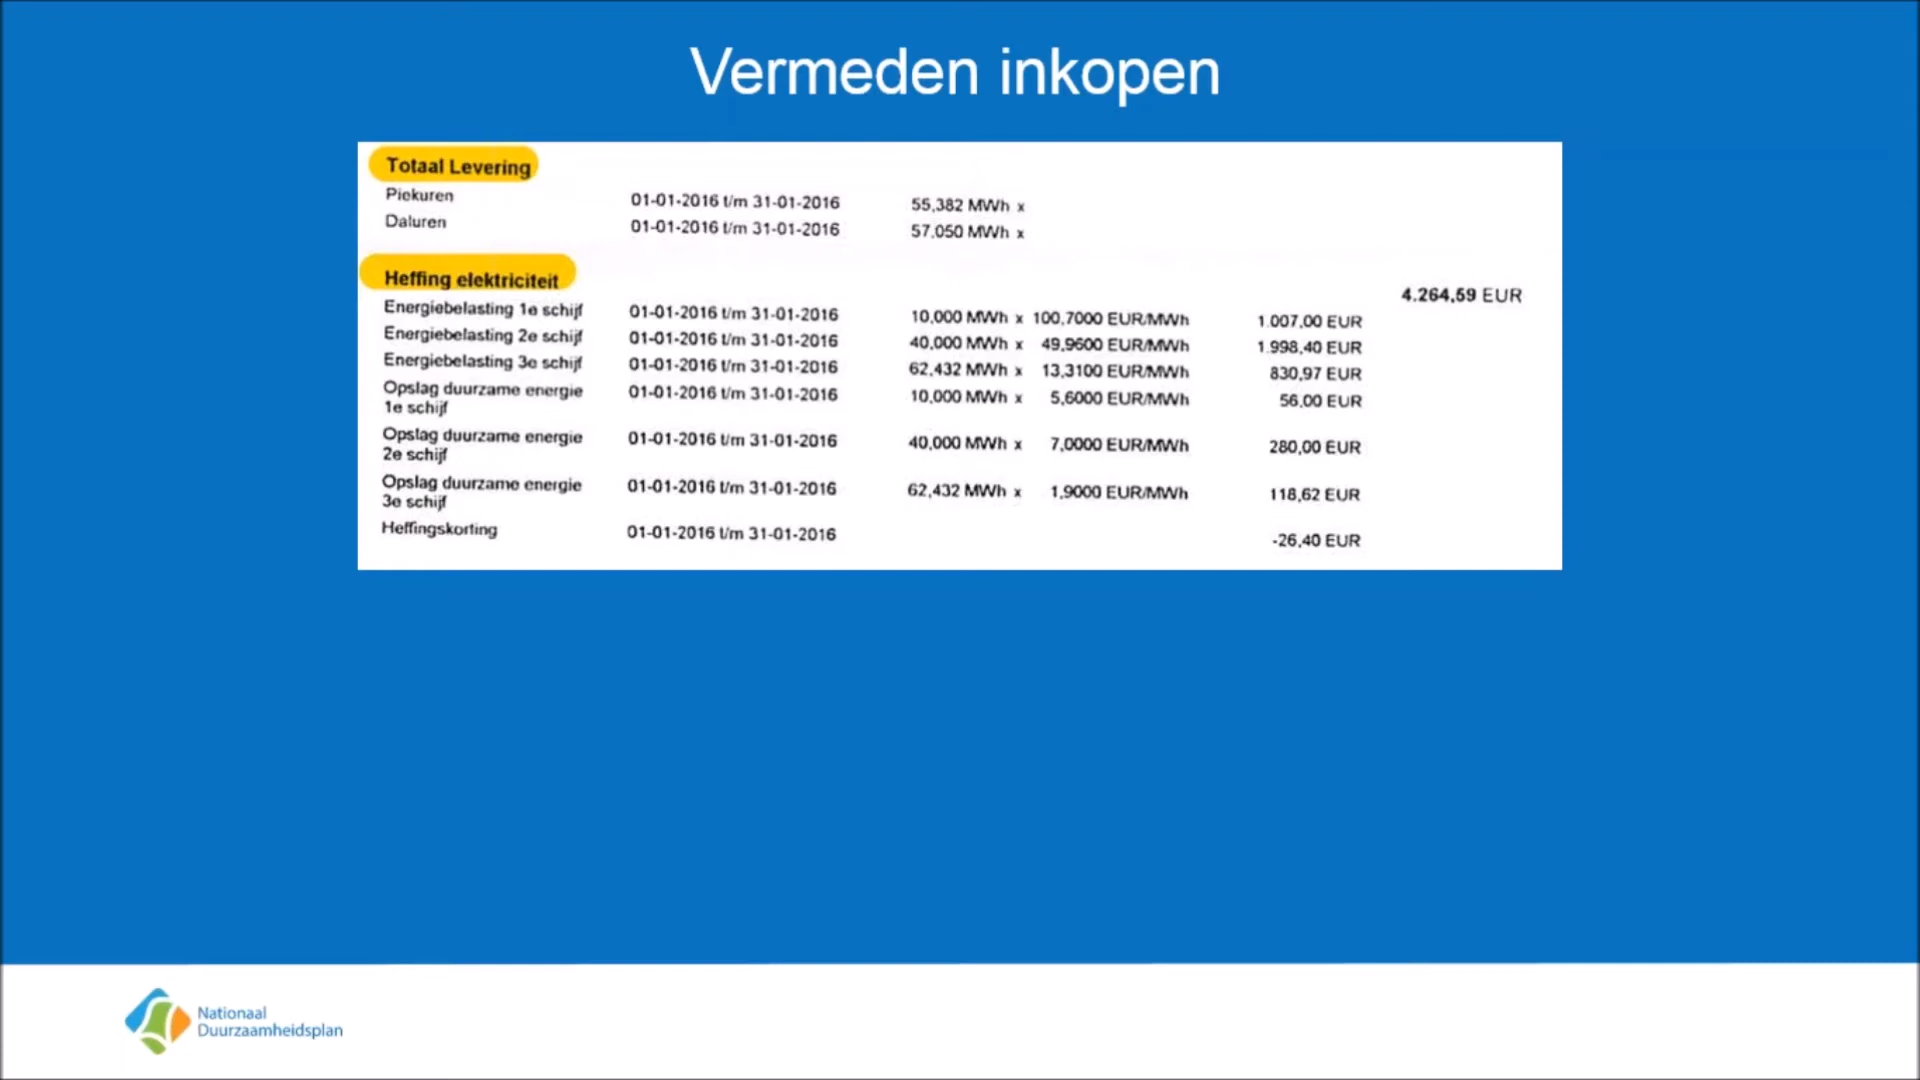 Vermeden inkopen
Totaal Levering
Piekuren 01-01-2016 t/m 31-01-2016 55,382 MWh x
Daluren 01-01-2016 t/m 31-01-2016 57,050 MWh x
Heffing elektriciteit 4.264,59 EUR
Energiebelasting 1e schijf 01-01-2016 t/m 31-01-2016 10,000 MWh x 100,7000 EUR/MWh 1.007,00 EUR
Energiebelasting 2e schijf 01-01-2016 t/m 31-01-2016 40,000 MWh x 49,9600 EUR/MWh 1.998,40 EUR
Energiebelasting 3e schijf 01-01-2016 t/m 31-01-2016 62,432 MWh x 13,3100 EUR/MWh 830,97 EUR
Opslag duurzame energie 01-01-2016 t/m 31-01-2016 10,000 MWh x 5,6000 EUR/MWh 56,00 EUR
1e schijf
Opslag duurzame energie 01-01-2016 t/m 31-01-2016 40,000 MWh x 7,0000 EUR/MWh 280,00 EUR
2e schijf
Opslag duurzame energie 01-01-2016 t/m 31-01-2016 62,432 MWh x 1,9000 EUR/MWh 118,62 EUR
3e schijf
Heffingskorting 01-01-2016 t/m 31-01-2016 -26,40 EUR
Nationaal
Duurzaamheidsplan